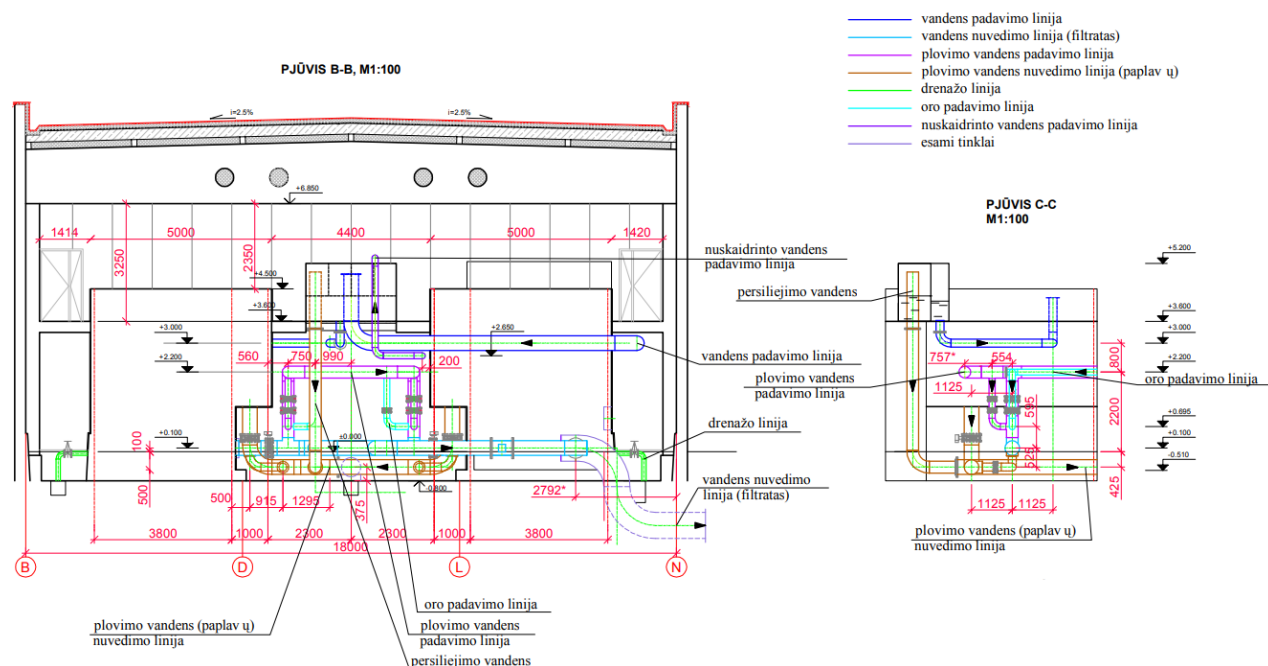 vandens padavimo linija
vandens nuvedimo linija (filtratas)
plovimo vandens padavimo linija
plovimo vandens nuvedimo linija (paplav ų)
drenažo linija
oro padavimo linija
nuskaidrinto vandens padavimo linija
esami tinklai
PJŪVIS B-B, M1:100
i=2.5%
i=2.5%
+6.850
1414
5000
4400
5000
1420
3250
2350
+4.500
+3.600
+3.000
+2.650
+2.200
560
750
990
200
+0.100
±0.000
100
500
-0.800
500
915
1295
375
2792*
3800
1000
2300
2300
1000
3800
18000
B
D
L
N
nuskaidrinto vandens
padavimo linija
vandens padavimo linija
drenažo linija
vandens nuvedimo
linija (filtratas)
oro padavimo linija
plovimo vandens (paplav ų)
nuvedimo linija
plovimo vandens
padavimo linija
persiliejimo vandens
PJŪVIS C-C
M1:100
persiliejimo vandens
plovimo vandens
padavimo linija
oro padavimo linija
+5.200
+3.600
+3.000
+2.200
+0.695
+0.100
-0.510
757*
554
1125
595
525
800
2200
425
1125
1125
plovimo vandens (paplav ų)
nuvedimo linija